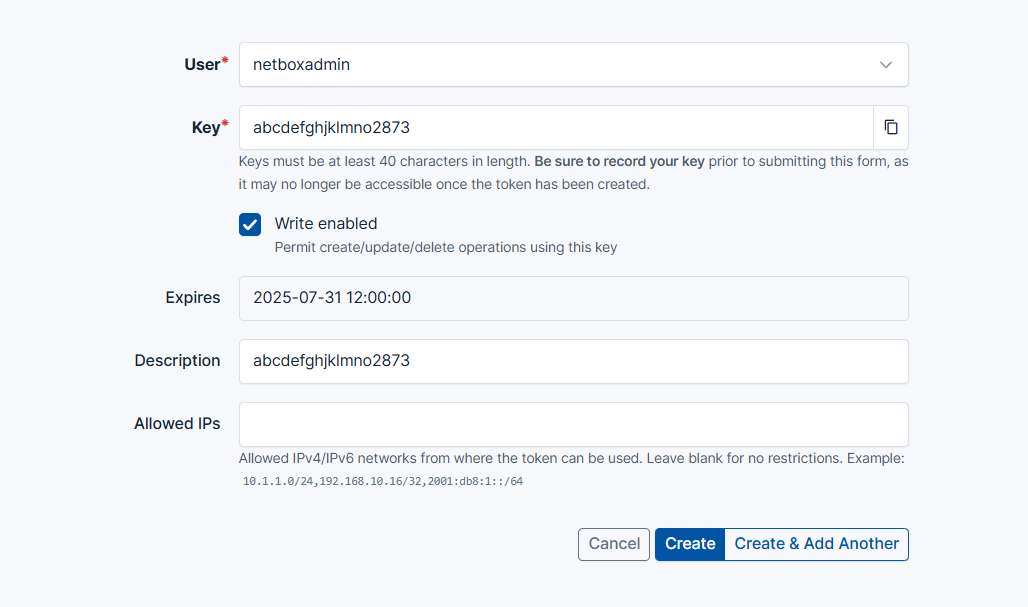 User*
netboxadmin
Key*
abcdefghjklmno2873
Keys must be at least 40 characters in length. Be sure to record your key prior to submitting this form, as
it may no longer be accessible once the token has been created.
Write enabled
Permit create/update/delete operations using this key
Expires
2025-07-31 12:00:00
Description
abcdefghjklmno2873
Allowed IPs
Allowed IPv4/IPv6 networks from where the token can be used. Leave blank for no restrictions. Example:
10.1.1.0/24,192.168.10.16/32,2001:db8:1::/64
Cancel Create Create & Add Another